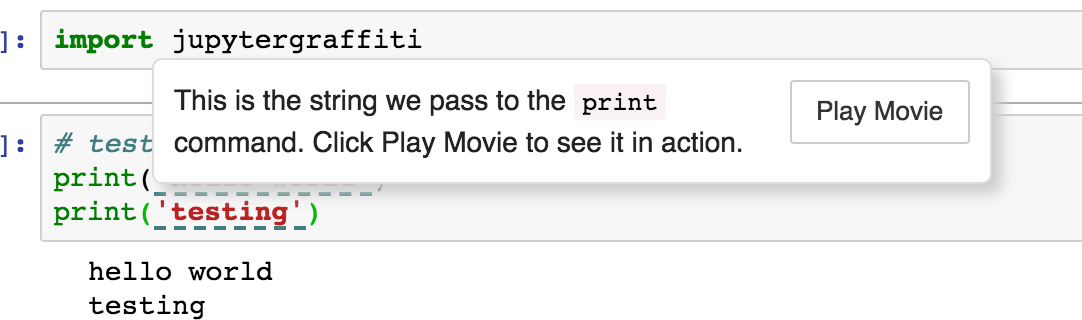 ]: import jupytergraffiti
This is the string we pass to the print
command. Click Play Movie to see it in action.
Play Movie
]: # test
print(
print('testing')
hello world
testing